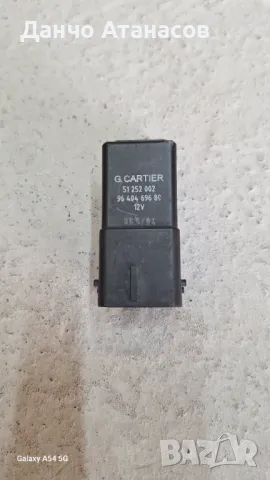 Данчо Атанасов
G.CARTIER
51 252 002
96 404 696 80
12V
Galaxy A54 5G
BAZAR